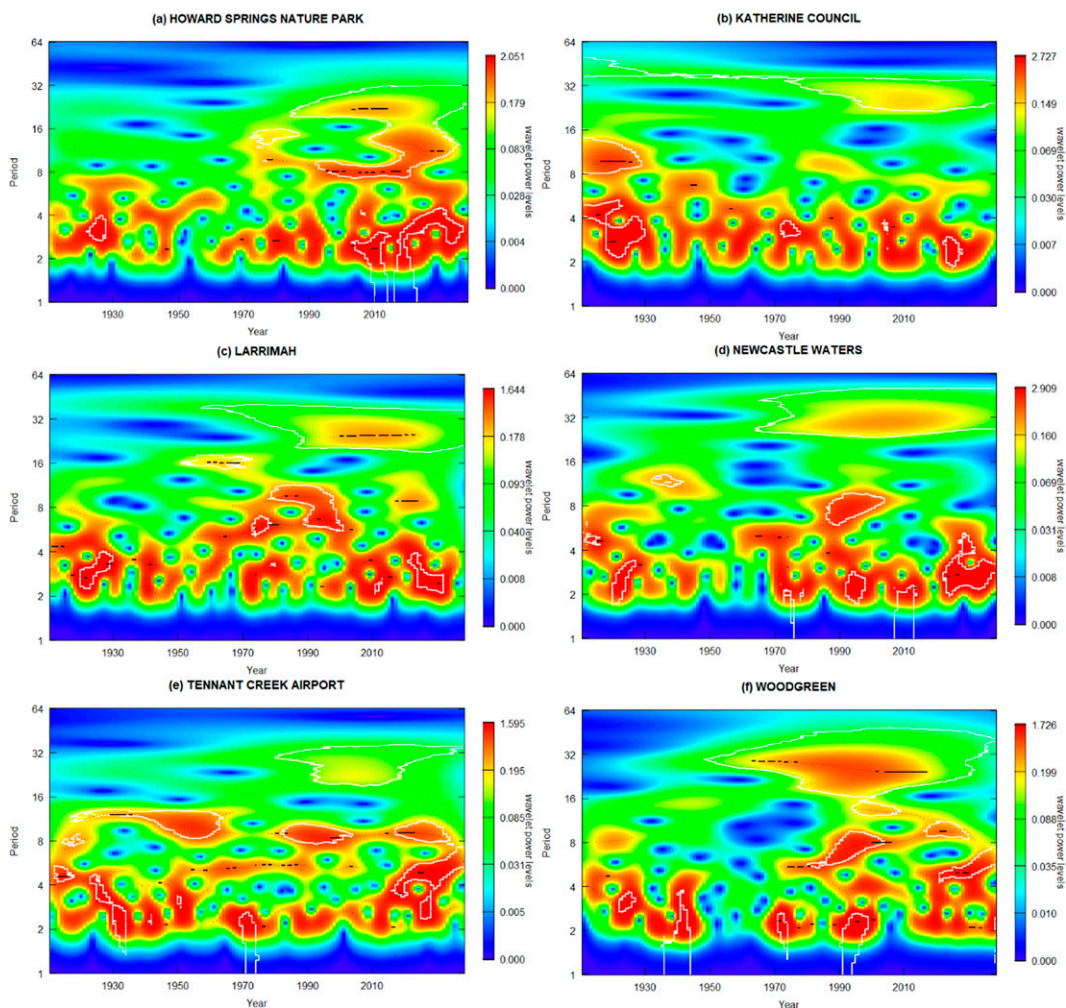 (a) HOWARD SPRINGS NATURE PARK
64
32
16
8
4
2
1
Period
1930 1950 1970 1990 2010
Year
2.051
0.179
0.083
0.028
0.004
0.000
wavelet power levels
(b) KATHERINE COUNCIL
64
32
16
8
4
2
1
Period
1930 1950 1970 1990 2010
Year
2.727
0.149
0.074
0.030
0.007
0.000
wavelet power levels
(c) LARRIMAH
64
32
16
8
4
2
1
Period
1930 1950 1970 1990 2010
Year
1.644
0.178
0.093
0.040
0.008
0.000
wavelet power levels
(d) NEWCASTLE WATERS
64
32
16
8
4
2
1
Period
1930 1950 1970 1990 2010
Year
2.909
0.160
0.069
0.031
0.008
0.000
wavelet power levels
(e) TENNANT CREEK AIRPORT
64
32
16
8
4
2
1
Period
1930 1950 1970 1990 2010
Year
1.595
0.195
0.085
0.031
0.005
0.000
wavelet power levels
(f) WOODGREEN
64
32
16
8
4
2
1
Period
1930 1950 1970 1990 2010
Year
1.726
0.199
0.088
0.035
0.010
0.000
wavelet power levels